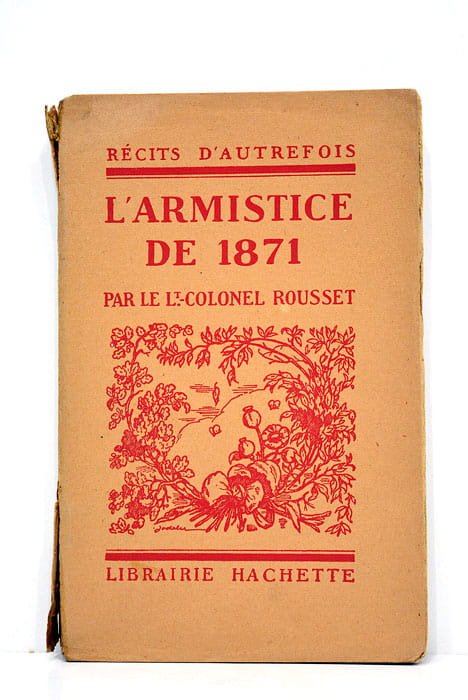 RÉCITS D'AUTREFOIS
L'ARMISTICE
DE 1871
PAR LE LT.-COLONEL ROUSSET
LIBRAIRIE HACHETTE